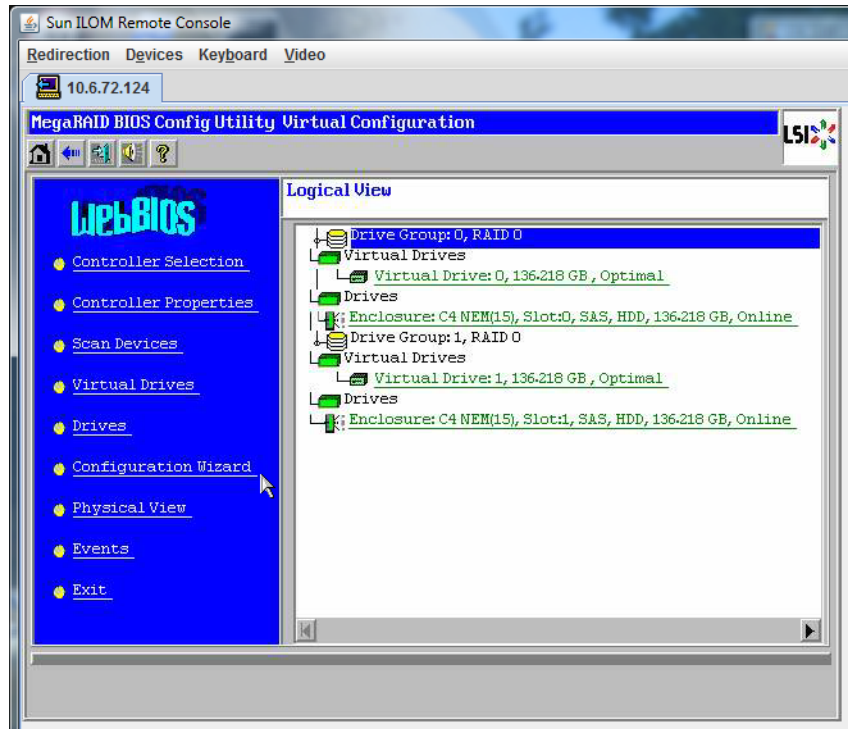 Sun ILOM Remote Console
Redirection Devices Keyboard Video
10.6.72.124
MegaRAID BIOS Config Utility Virtual Configuration
LSI
?
WebBIOS
Controller Selection
Controller Properties
Scan Devices
Virtual Drives
Drives
Configuration Wizard
Physical View
Events
Exit
Logical View
Drive Group: 0, RAID 0
Virtual Drives
Virtual Drive: 0, 136.218 GB , Optimal
Drives
Enclosure: C4 NEM(15), Slot:0, SAS, HDD, 136.218 GB, Online
Drive Group: 1, RAID 0
Virtual Drives
Virtual Drive: 1, 136.218 GB , Optimal
Drives
Enclosure: C4 NEM(15), Slot:1, SAS, HDD, 136.218 GB, Online